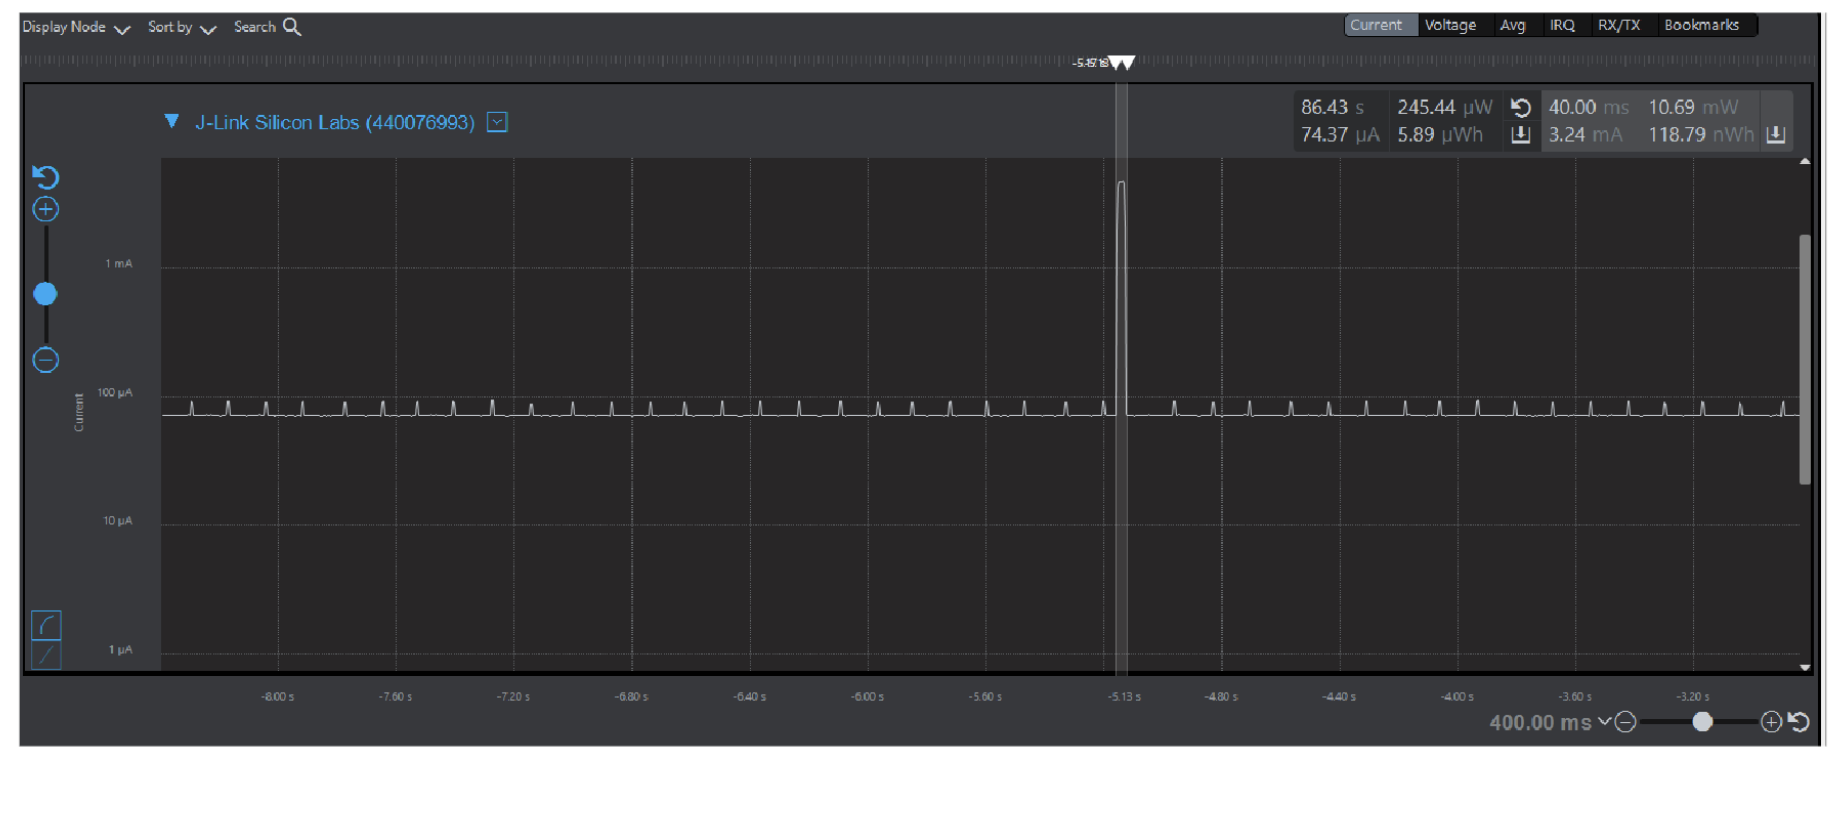 Display Node Sort by Search Current Voltage Avg IRQ RX/TX Bookmarks
J-Link Silicon Labs (440076993)
86.43 s 245.44 µW 40.00 ms 10.69 mW
74.37 µA 5.89 µWh 3.24 mA 118.79 nWh
1 mA
100 µA
Current
10 µA
1 µA
-8.00 s -7.60 s -7.20 s -6.80 s -6.40 s -6.00 s -5.60 s -5.13 s -4.80 s -4.40 s -4.00 s -3.60 s -3.20 s
400.00 ms